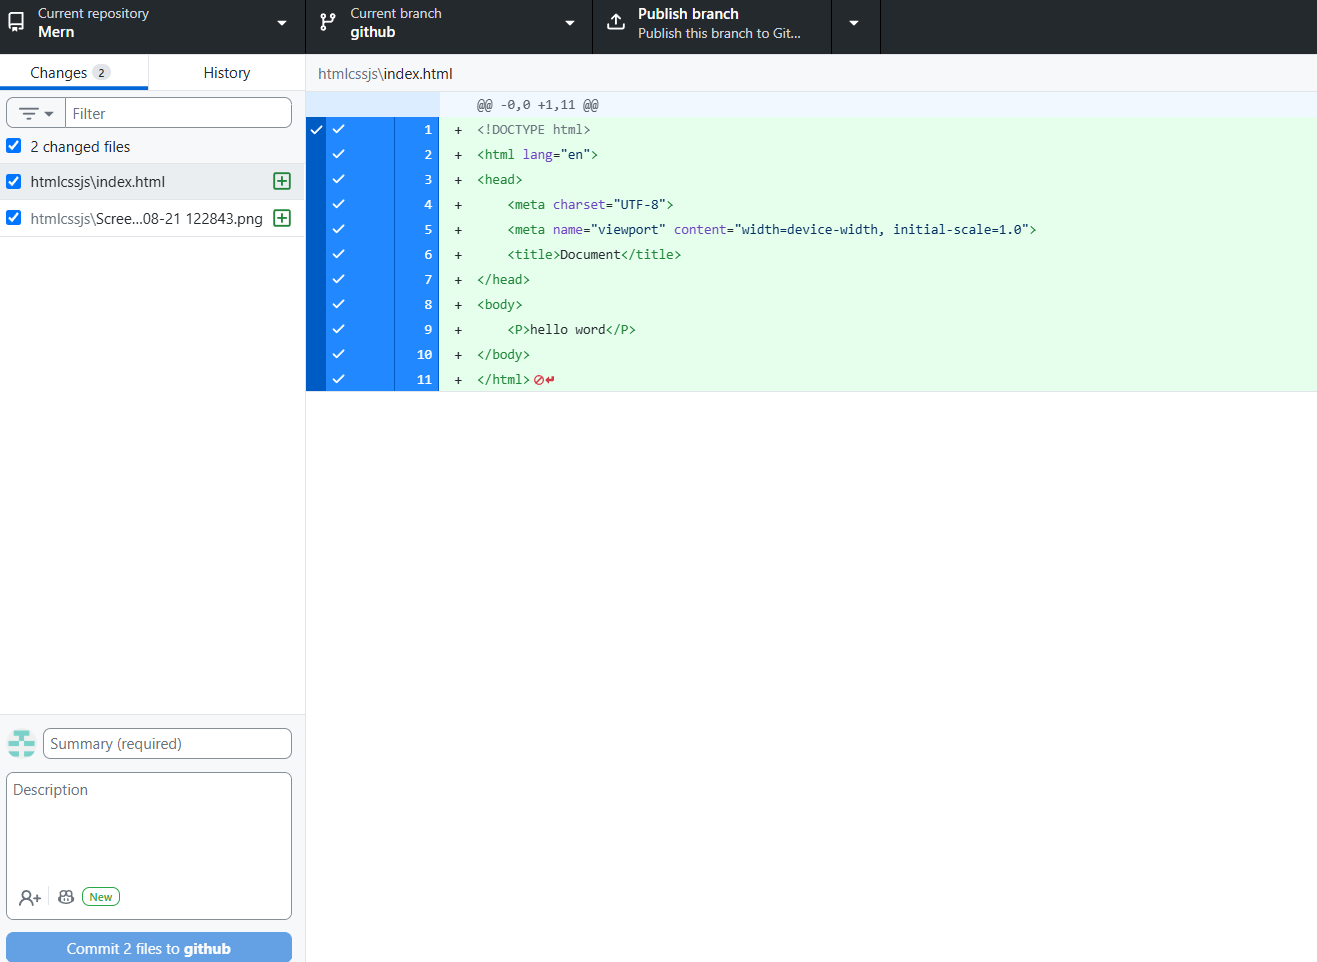 Current repository
Mern
Current branch
github
Publish branch
Publish this branch to Git...
Changes 2
History
htmlcssjs\index.html
Filter
2 changed files
htmlcssjs\index.html
htmlcssjs\Scree...08-21 122843.png
@@ -0,0 +1,11 @@
1 + <!DOCTYPE html>
2 + <html lang="en">
3 + <head>
4 + <meta charset="UTF-8">
5 + <meta name="viewport" content="width=device-width, initial-scale=1.0">
6 + <title>Document</title>
7 + </head>
8 + <body>
9 + <P>hello word</P>
10 + </body>
11 + </html>
Summary (required)
Description
New
Commit 2 files to github